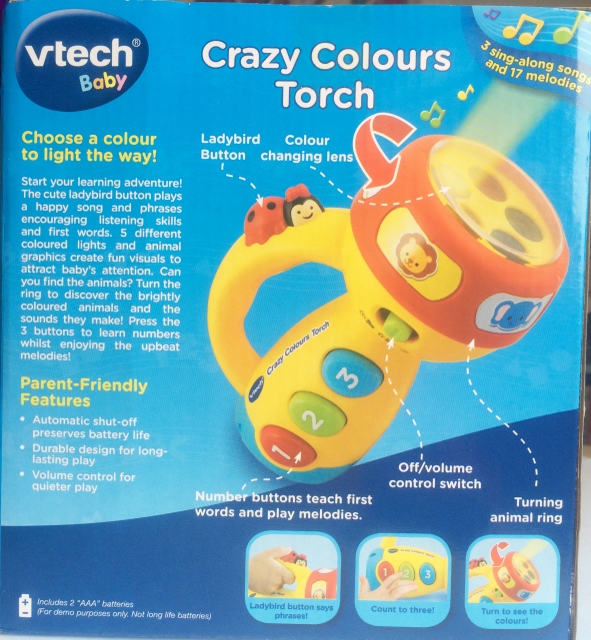 vtech®
Baby
Crazy Colours
Torch
3 sing-along songs
and 17 melodies
Choose a colour
to light the way!
Start your learning adventure!
The cute ladybird button plays
a happy song and phrases
encouraging listening skills
and first words. 5 different
coloured lights and animal
graphics create fun visuals to
attract baby's attention. Can
you find the animals? Turn the
ring to discover the brightly
coloured animals and the
sounds they make! Press the
3 buttons to learn numbers
whilst enjoying the upbeat
melodies!
Parent-Friendly
Features
• Automatic shut-off
preserves battery life
• Durable design for long-
lasting play
• Volume control for
quieter play
Ladybird
Button
Colour
changing lens
vtech Crazy Colours Torch
3
2
1
Off/volume
control switch
Number buttons teach first
words and play melodies.
Turning
animal ring
Includes 2 "AAA" batteries
(For demo purposes only. Not long life batteries)
Ladybird button says
phrases!
1 2 3
Count to three!
Turn to see the
colours!